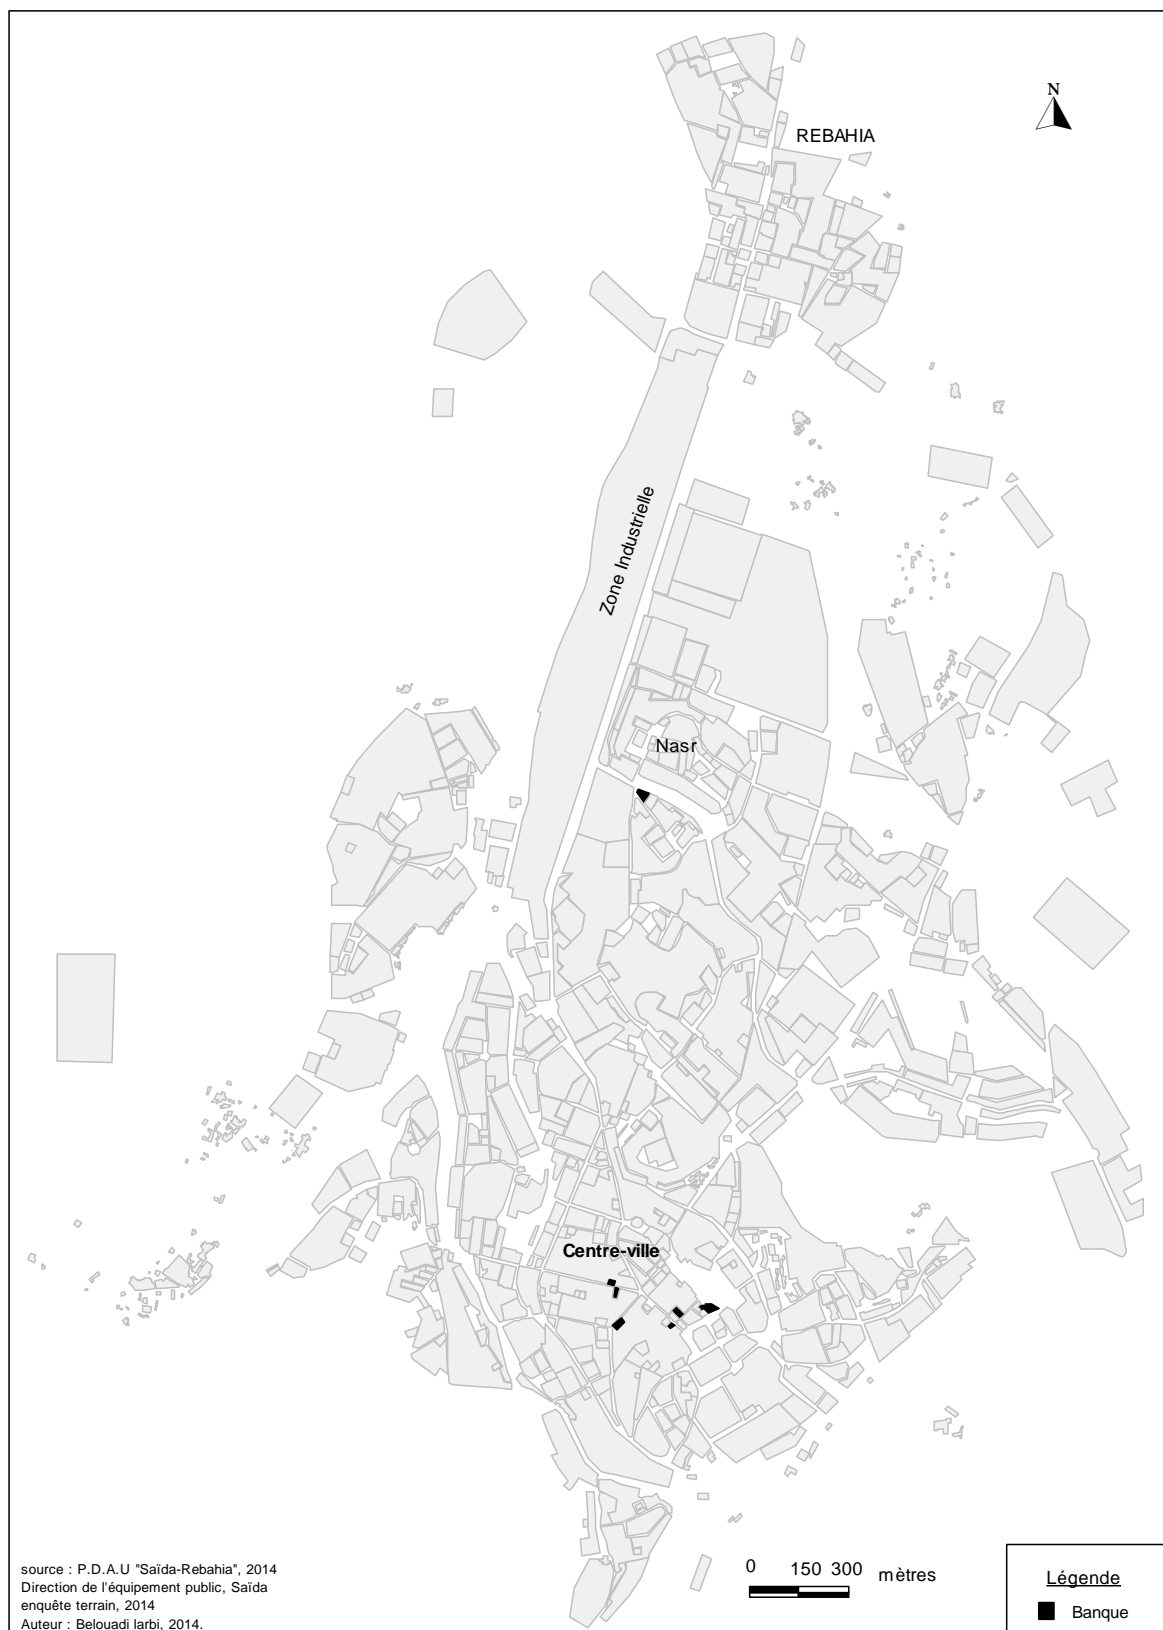 N
REBAHIA
Zone Industrielle
Nasr
Centre-ville
source : P.D.A.U "Saïda-Rebahia", 2014
Direction de l'équipement public, Saïda
enquête terrain, 2014
Auteur : Belouadi larbi, 2014.
0 150 300 mètres
Légende
Banque